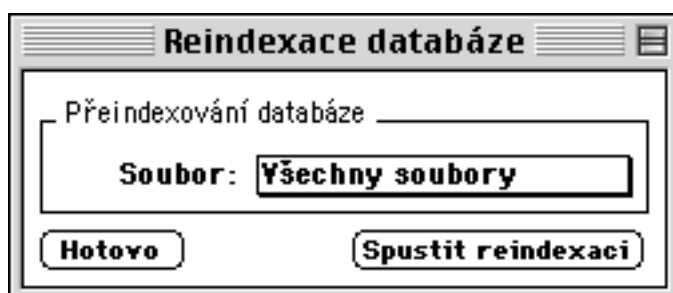 Reindexace databáze
Přeindexování databáze
Soubor: Všechny soubory
Hotovo Spustit reindexaci